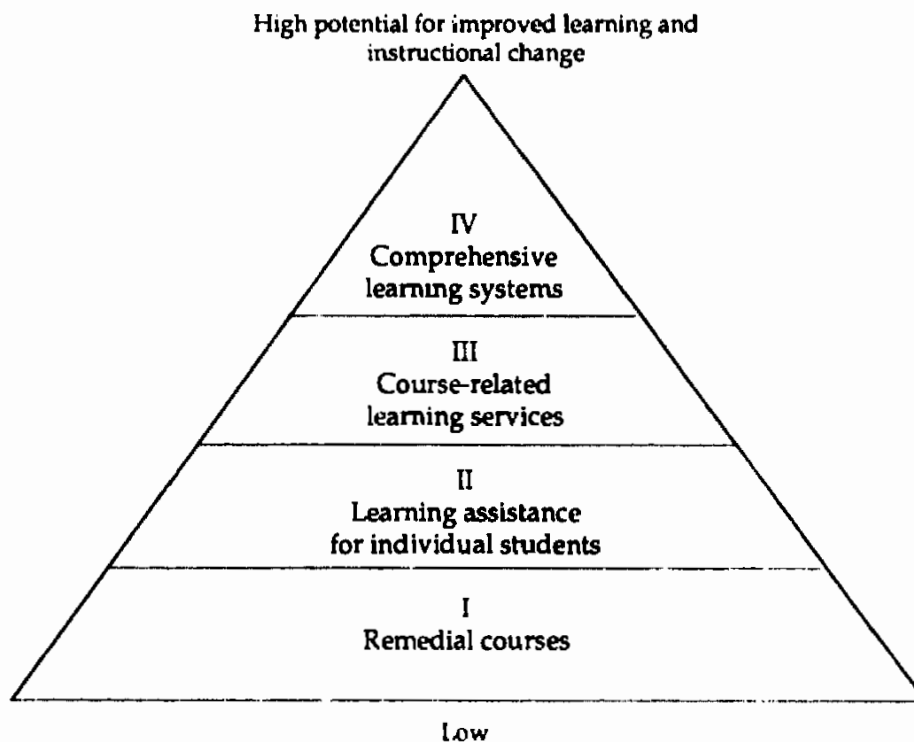 High potential for improved learning and
instructional change
IV
Comprehensive
learning systems
III
Course-related
learning services
II
Learning assistance
for individual students
I
Remedial courses
Low